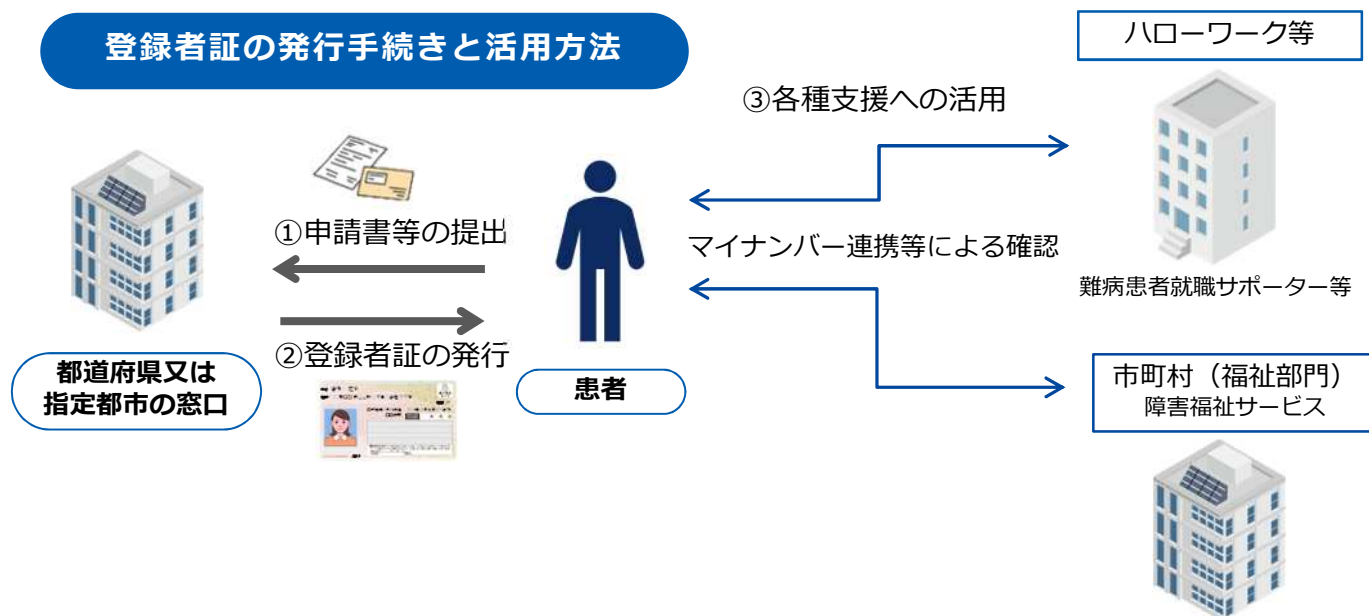 登録者証の発行手続きと活用方法
ハローワーク等
③各種支援への活用
①申請書等の提出
マイナンバー連携等による確認
難病患者就職サポーター等
②登録者証の発行
都道府県又は
指定都市の窓口
患者
市町村（福祉部門）
障害福祉サービス